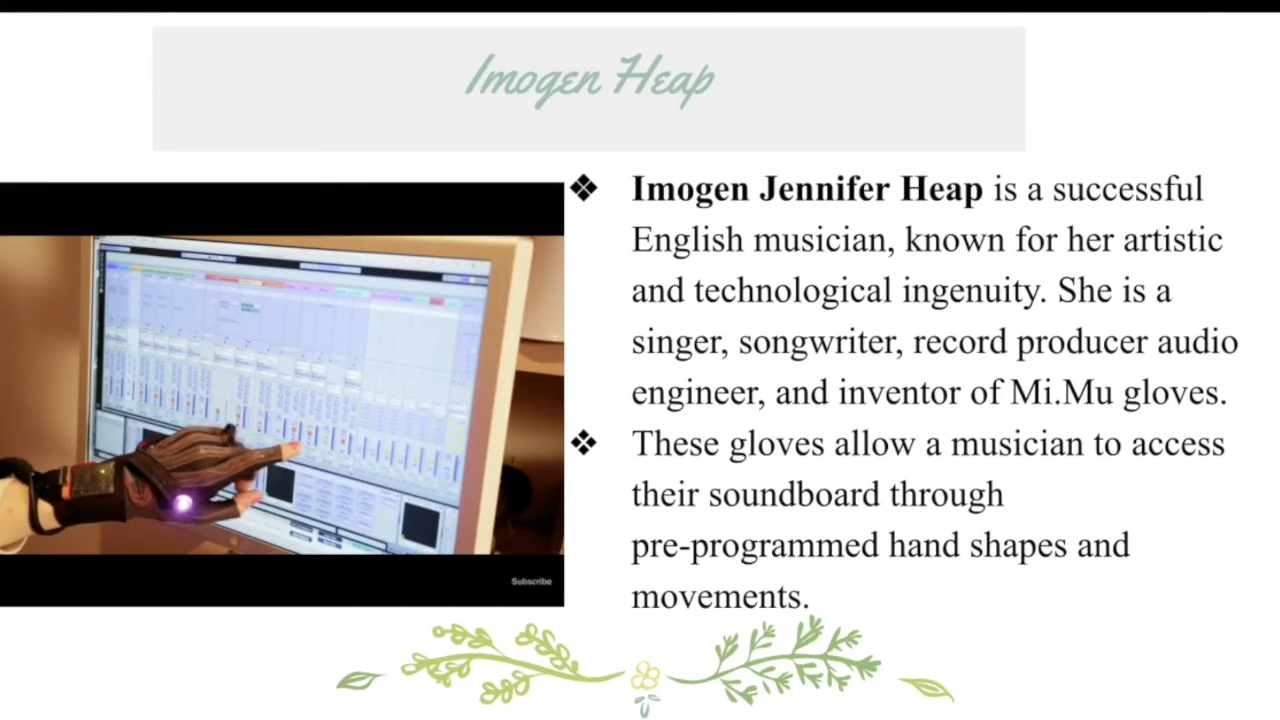 Imogen Heap
❖ Imogen Jennifer Heap is a successful
English musician, known for her artistic
and technological ingenuity. She is a
singer, songwriter, record producer audio
engineer, and inventor of Mi.Mu gloves.
❖ These gloves allow a musician to access
their soundboard through
pre-programmed hand shapes and
movements.
Subscribe